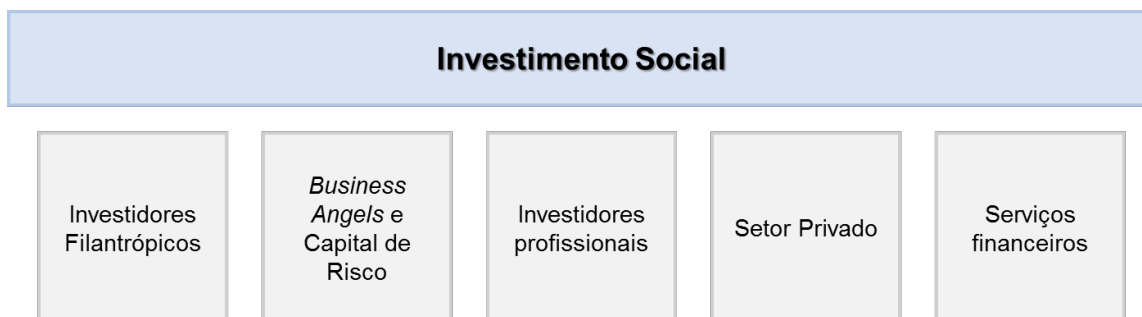 Investimento Social
Investidores
Filantrópicos
Business
Angels e
Capital de
Risco
Investidores
profissionais
Setor Privado
Serviços
financeiros